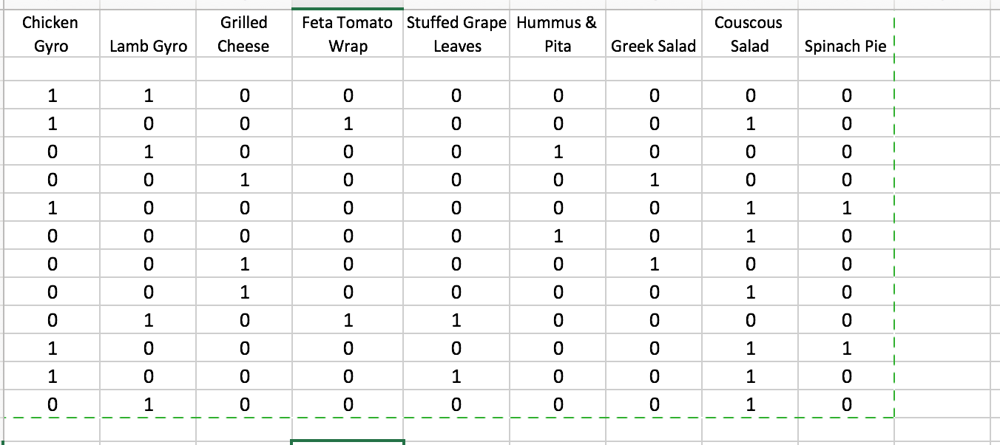 Chicken Gyro Lamb Gyro Grilled Cheese Feta Tomato Wrap Stuffed Grape Leaves Hummus & Pita Greek Salad Couscous Salad Spinach Pie
1 1 0 0 0 0 0 0 0
1 0 0 1 0 0 0 1 0
0 1 0 0 0 1 0 0 0
0 0 1 0 0 0 1 0 0
1 0 0 0 0 0 0 1 1
0 0 0 0 0 1 0 1 0
0 0 1 0 0 0 1 0 0
0 0 1 0 0 0 0 1 0
0 1 0 1 1 0 0 0 0
1 0 0 0 0 0 0 1 1
1 0 0 0 1 0 0 1 0
0 1 0 0 0 0 0 1 0